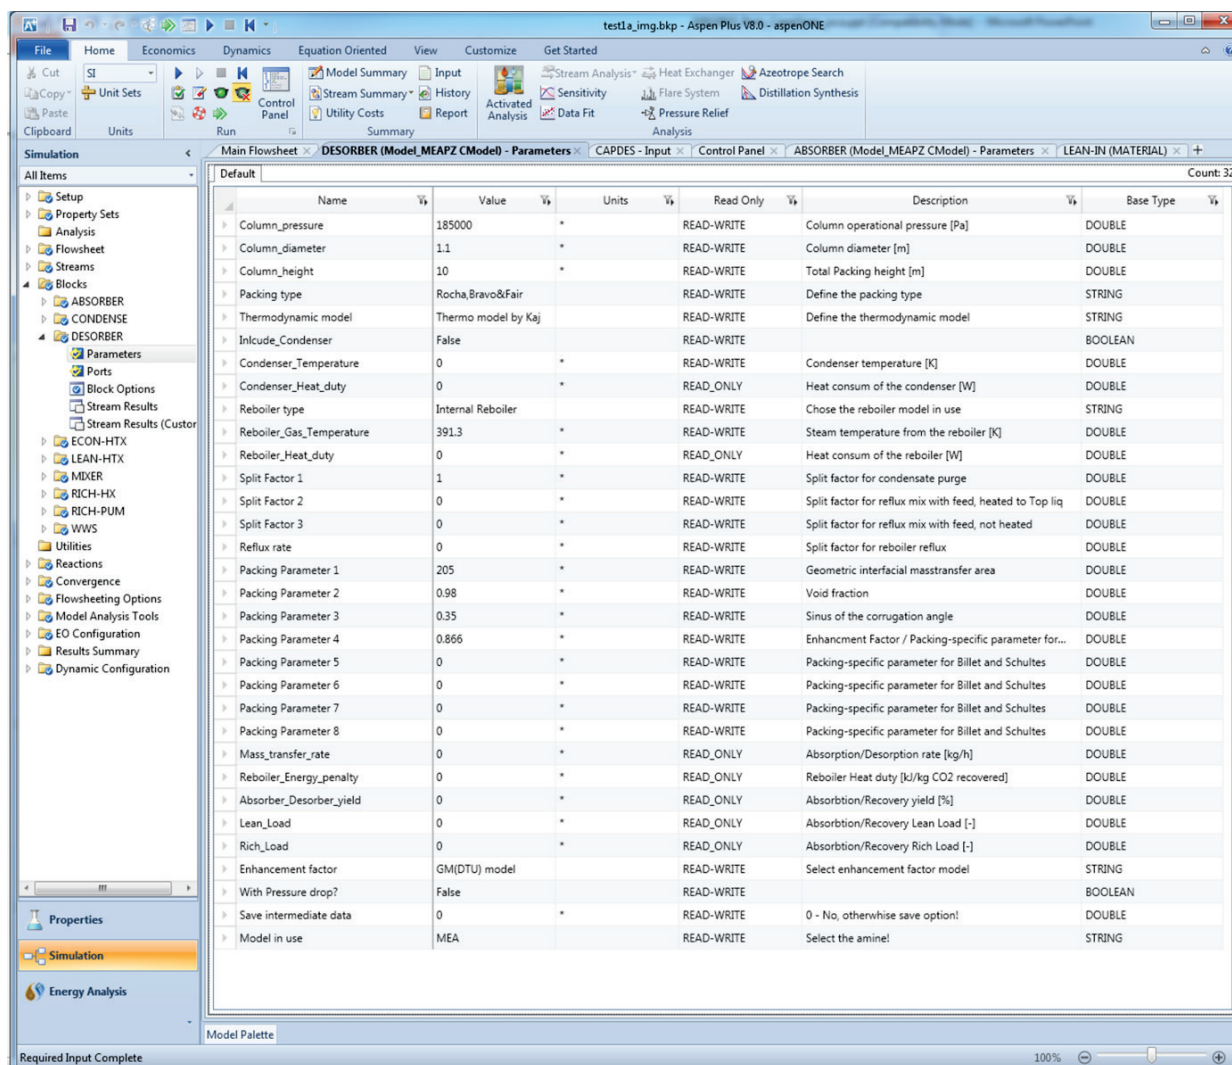 test1a_img.bkp - Aspen Plus V8.0 - aspenONE
File Home Economics Dynamics Equation Oriented View Customize Get Started
Cut SI Model Summary Input Stream Analysis Heat Exchanger Azeotrope Search
Copy Unit Sets Stream Summary History Sensitivity Flare System Distillation Synthesis
Paste Control Panel Utility Costs Report Activated Analysis Data Fit Pressure Relief
Clipboard Units Run Summary Analysis
Simulation Main Flowsheet DESORBER (Model_MEAPZ CModel) - Parameters CAPDES - Input Control Panel ABSORBER (Model_MEAPZ CModel) - Parameters LEAN-IN (MATERIAL) +
All Items
Setup
Property Sets
Analysis
Flowsheet
Streams
Blocks
ABSORBER
CONDENSE
DESORBER
Parameters
Ports
Block Options
Stream Results
Stream Results (Custor
ECON-HTX
LEAN-HTX
MIXER
RICH-HX
RICH-PUM
WWS
Utilities
Reactions
Convergence
Flowsheeting Options
Model Analysis Tools
EO Configuration
Results Summary
Dynamic Configuration
Properties
Simulation
Energy Analysis
Default Count: 32
Name Value Units Read Only Description Base Type
Column_pressure 185000 * READ-WRITE Column operational pressure [Pa] DOUBLE
Column_diameter 1.1 * READ-WRITE Column diameter [m] DOUBLE
Column_height 10 * READ-WRITE Total Packing height [m] DOUBLE
Packing type Rocha,Bravo&Fair READ-WRITE Define the packing type STRING
Thermodynamic model Thermo model by Kaj READ-WRITE Define the thermodynamic model STRING
Inlcude_Condenser False READ-WRITE BOOLEAN
Condenser_Temperature 0 * READ-WRITE Condenser temperature [K] DOUBLE
Condenser_Heat_duty 0 * READ_ONLY Heat consum of the condenser [W] DOUBLE
Reboiler type Internal Reboiler READ-WRITE Chose the reboiler model in use STRING
Reboiler_Gas_Temperature 391.3 * READ-WRITE Steam temperature from the reboiler [K] DOUBLE
Reboiler_Heat_duty 0 * READ_ONLY Heat consum of the reboiler [W] DOUBLE
Split Factor 1 1 * READ-WRITE Split factor for condensate purge DOUBLE
Split Factor 2 0 * READ-WRITE Split factor for reflux mix with feed, heated to Top liq DOUBLE
Split Factor 3 0 * READ-WRITE Split factor for reflux mix with feed, not heated DOUBLE
Reflux rate 0 * READ-WRITE Split factor for reboiler reflux DOUBLE
Packing Parameter 1 205 * READ-WRITE Geometric interfacial masstransfer area DOUBLE
Packing Parameter 2 0.98 * READ-WRITE Void fraction DOUBLE
Packing Parameter 3 0.35 * READ-WRITE Sinus of the corrugation angle DOUBLE
Packing Parameter 4 0.866 * READ-WRITE Enhancment Factor / Packing-specific parameter for... DOUBLE
Packing Parameter 5 0 * READ-WRITE Packing-specific parameter for Billet and Schultes DOUBLE
Packing Parameter 6 0 * READ-WRITE Packing-specific parameter for Billet and Schultes DOUBLE
Packing Parameter 7 0 * READ-WRITE Packing-specific parameter for Billet and Schultes DOUBLE
Packing Parameter 8 0 * READ-WRITE Packing-specific parameter for Billet and Schultes DOUBLE
Mass_transfer_rate 0 * READ_ONLY Absorption/Desorption rate [kg/h] DOUBLE
Reboiler_Energy_penalty 0 * READ_ONLY Reboiler Heat duty [kJ/kg CO2 recovered] DOUBLE
Absorber_Desorber_yield 0 * READ_ONLY Absorbtion/Recovery yield [%] DOUBLE
Lean_Load 0 * READ_ONLY Absorbtion/Recovery Lean Load [-] DOUBLE
Rich_Load 0 * READ_ONLY Absorbtion/Recovery Rich Load [-] DOUBLE
Enhancement factor GM(DTU) model READ-WRITE Select enhancement factor model STRING
With Pressure drop? False READ-WRITE BOOLEAN
Save intermediate data 0 * READ-WRITE 0 - No, otherwhise save option! DOUBLE
Model in use MEA READ-WRITE Select the amine! STRING
Model Palette
Required Input Complete 100%